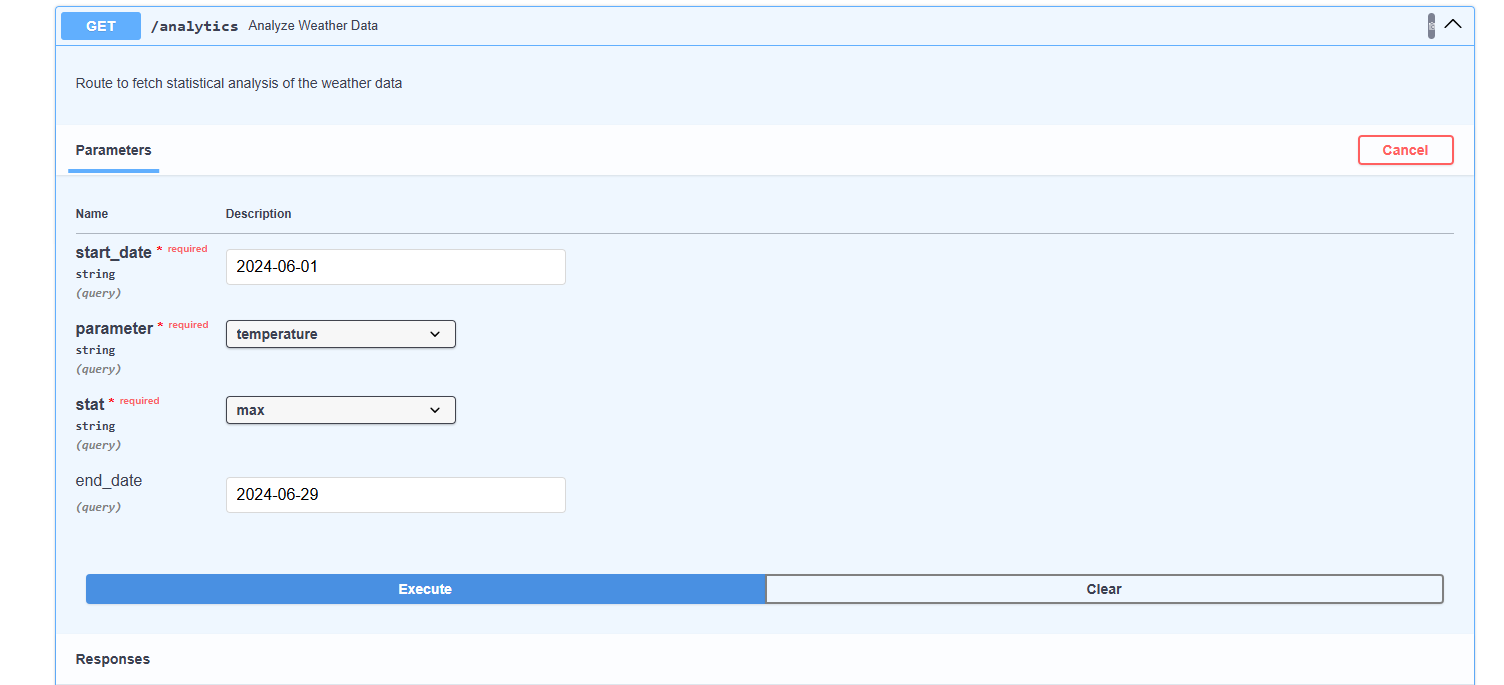 GET /analytics Analyze Weather Data
Route to fetch statistical analysis of the weather data
Parameters
Cancel
Name Description
start_date * required
string
(query)
2024-06-01
parameter * required
string
(query)
temperature
stat * required
string
(query)
max
end_date
(query)
2024-06-29
Execute
Clear
Responses